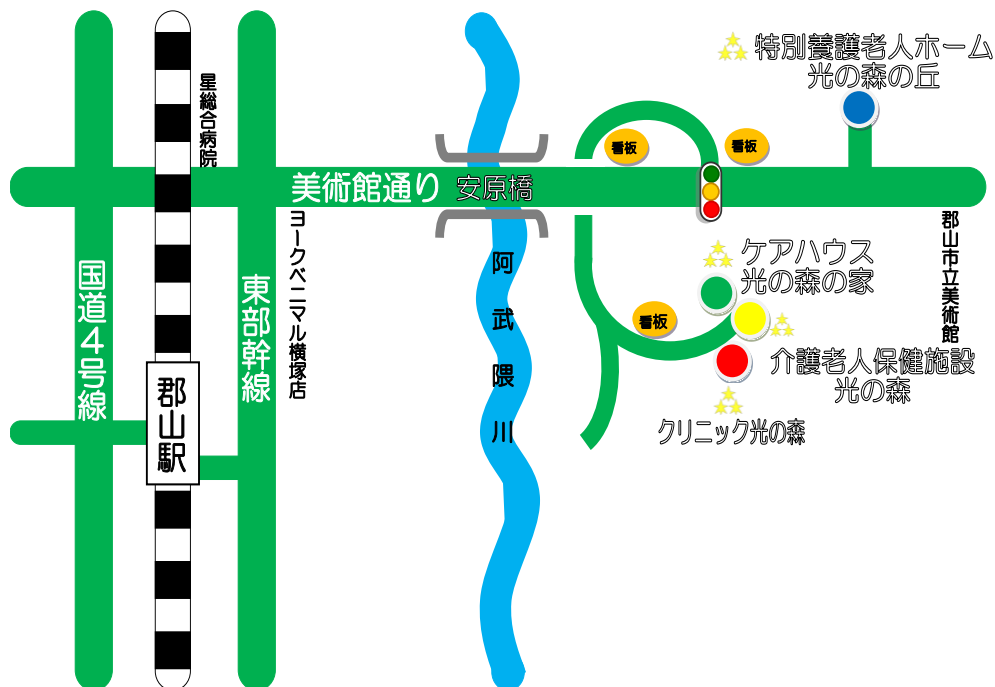 特別養護老人ホーム
光の森の丘
星総合病院
看板
看板
美術館通り
安原橋
郡山市立美術館
ヨークベニマル横塚店
ケアハウス
光の森の家
国道4号線
東部幹線
阿武隈川
看板
介護老人保健施設
光の森
郡山駅
クリニック光の森